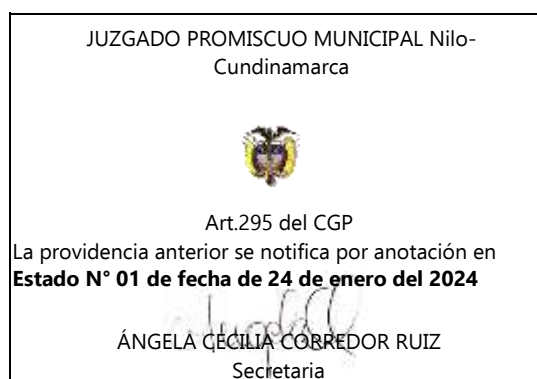 JUZGADO PROMISCUO MUNICIPAL Nilo-
Cundinamarca
Art.295 del CGP
La providencia anterior se notifica por anotación en
Estado N° 01 de fecha de 24 de enero del 2024
ÁNGELA CECILIA CORREDOR RUIZ
Secretaria